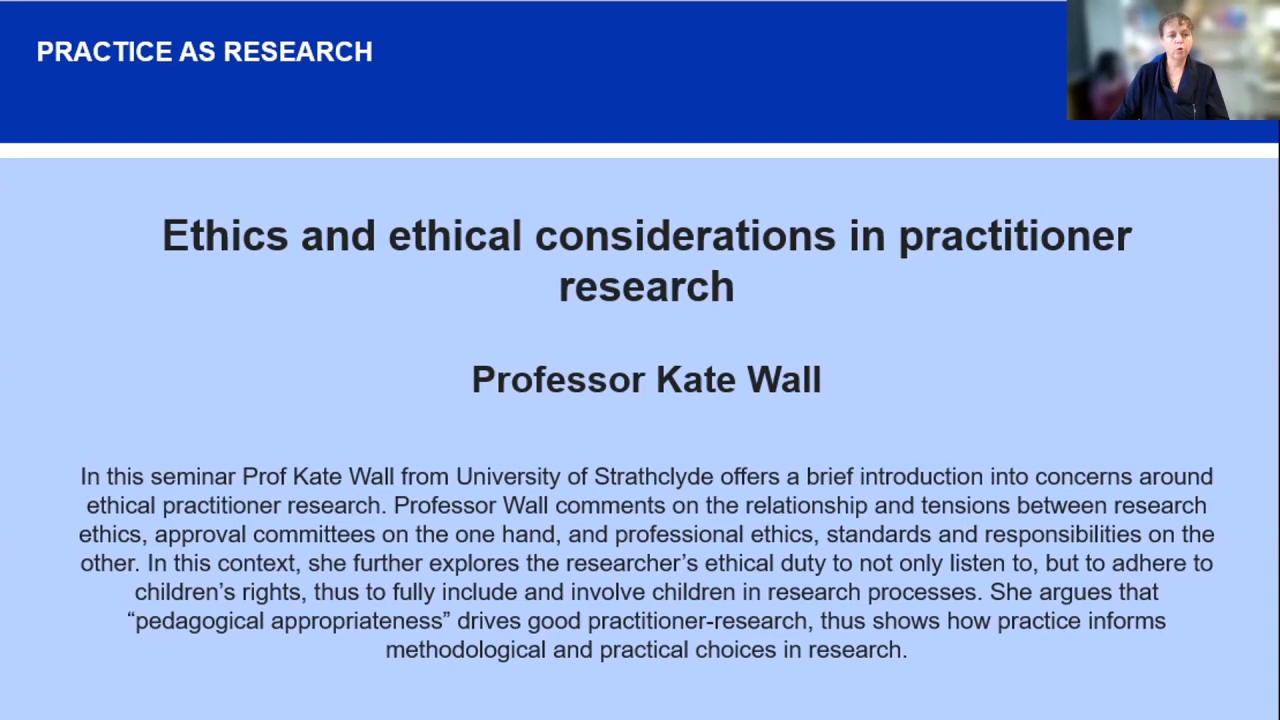 PRACTICE AS RESEARCH
Ethics and ethical considerations in practitioner
research
Professor Kate Wall
In this seminar Prof Kate Wall from University of Strathclyde offers a brief introduction into concerns around
ethical practitioner research. Professor Wall comments on the relationship and tensions between research
ethics, approval committees on the one hand, and professional ethics, standards and responsibilities on the
other. In this context, she further explores the researcher’s ethical duty to not only listen to, but to adhere to
children’s rights, thus to fully include and involve children in research processes. She argues that
“pedagogical appropriateness” drives good practitioner-research, thus shows how practice informs
methodological and practical choices in research.